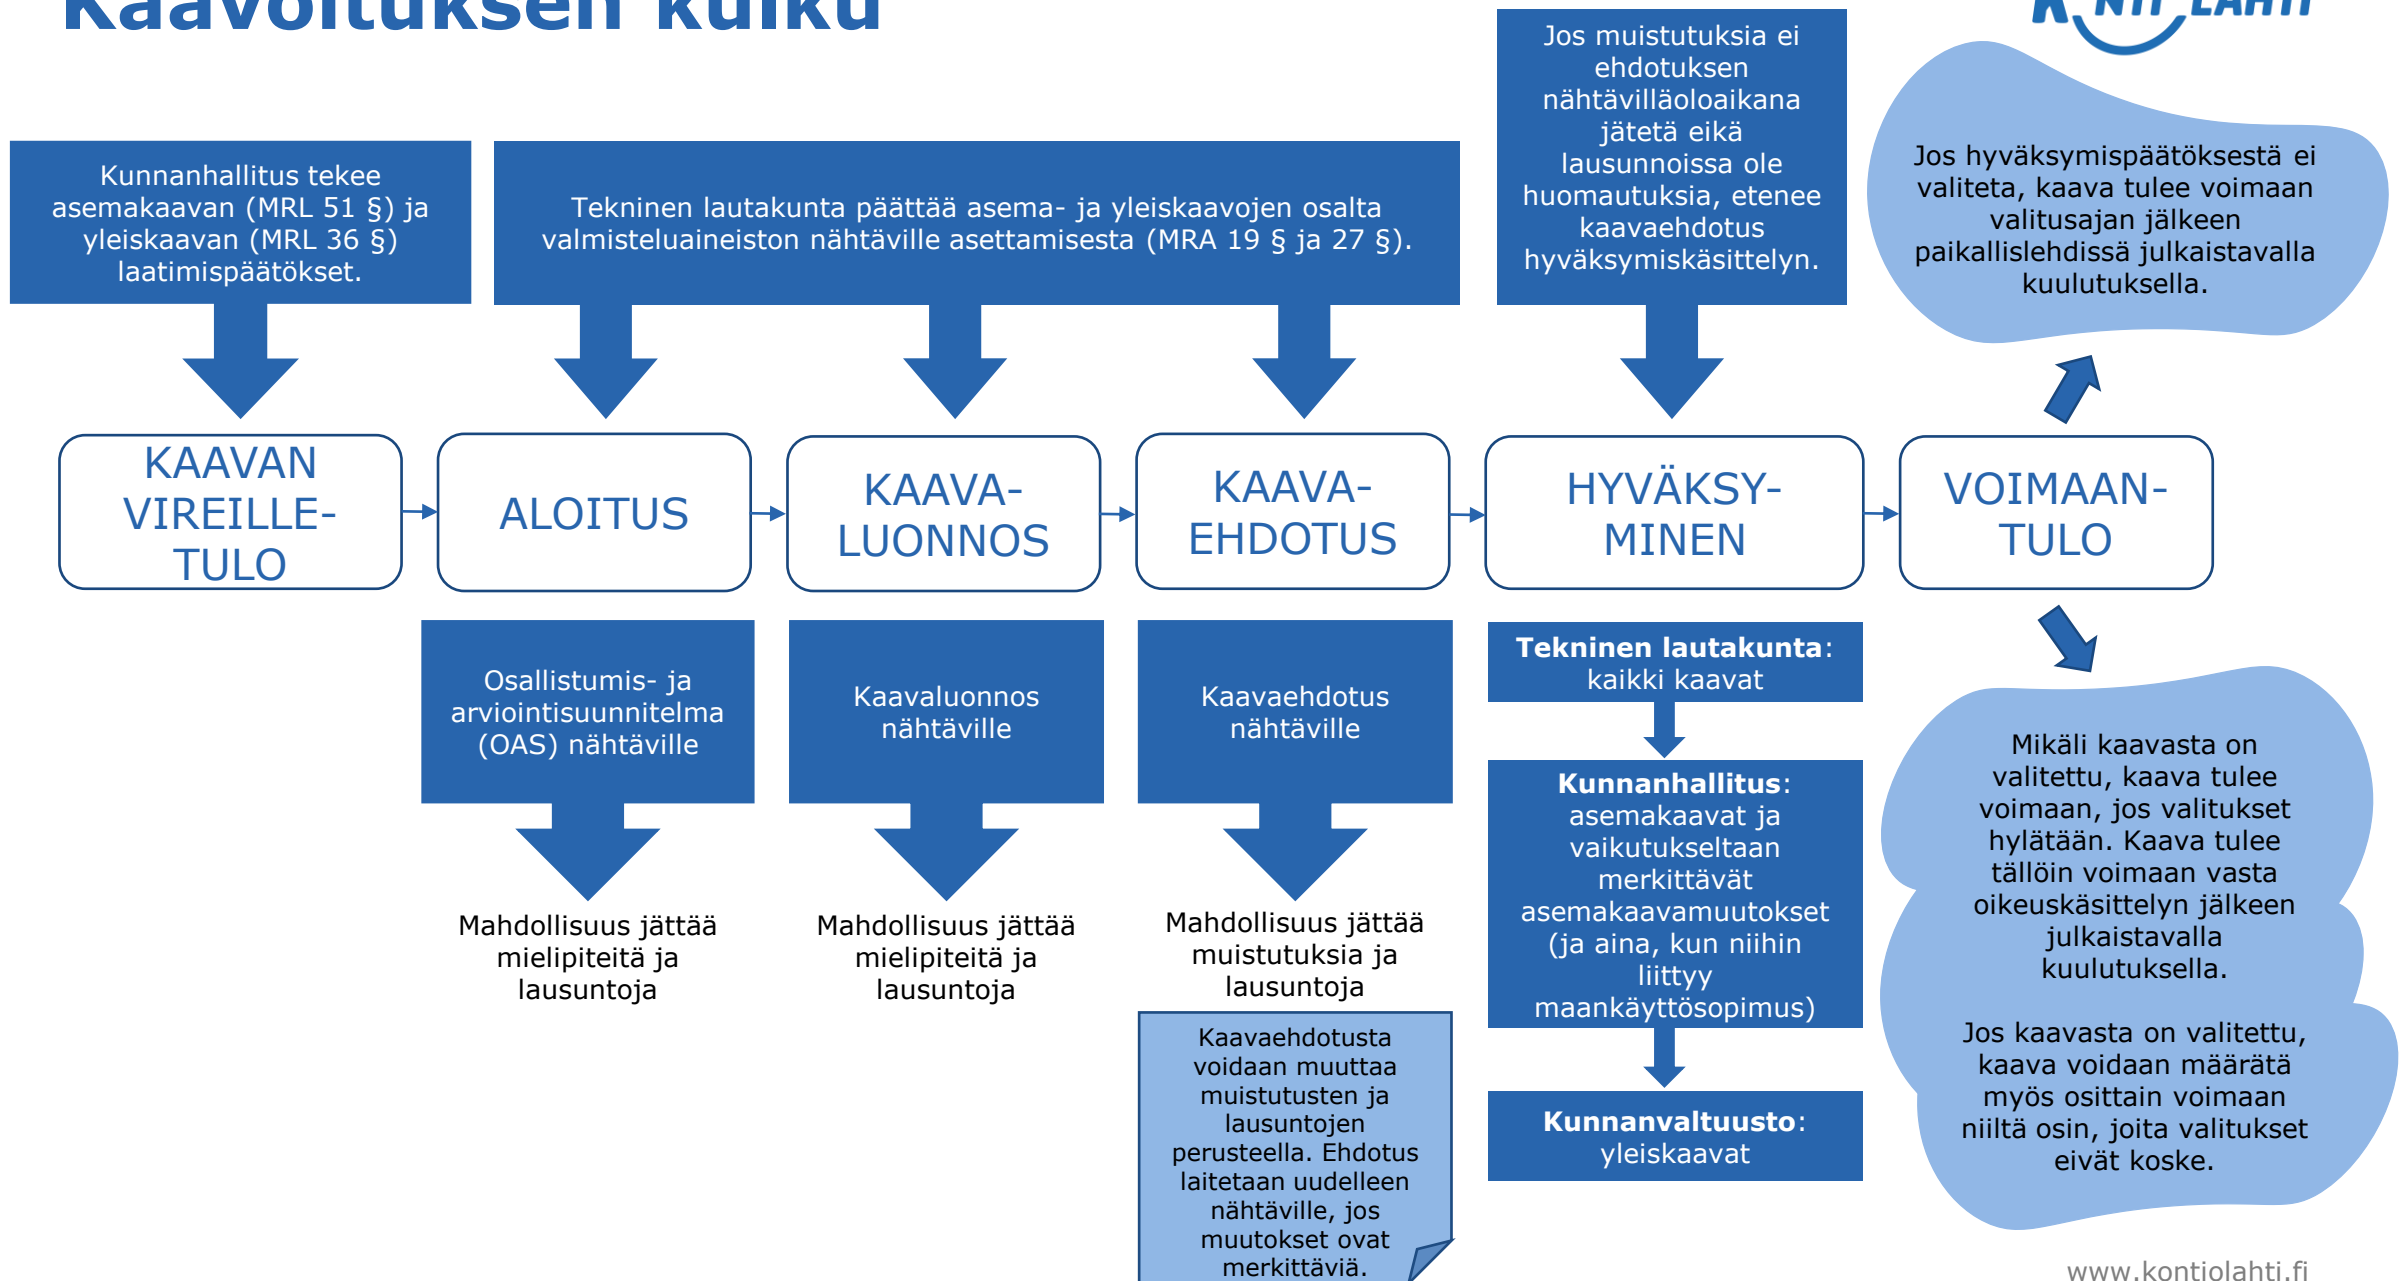 Kaavoituksen kulku
KONTIOLAHTI
Kunnanhallitus tekee
asemakaavan (MRL 51 §) ja
yleiskaavan (MRL 36 §)
laatimispäätökset.
Tekninen lautakunta päättää asema- ja yleiskaavojen osalta
valmisteluaineiston nähtäville asettamisesta (MRA 19 § ja 27 §).
Jos muistutuksia ei
ehdotuksen
nähtävilläoloaikana
jätetä eikä
lausunnoissa ole
huomautuksia, etenee
kaavaehdotus
hyväksymiskäsittelyn.
Jos hyväksymispäätöksestä ei
valiteta, kaava tulee voimaan
valitusajan jälkeen
paikallislehdissä julkaistavalla
kuulutuksella.
KAAVAN
VIREILLE-
TULO
ALOITUS
KAAVA-
LUONNOS
KAAVA-
EHDOTUS
HYVÄKSY-
MINEN
VOIMAAN-
TULO
Osallistumis- ja
arviointisuunnitelma
(OAS) nähtäville
Mahdollisuus jättää
mielipiteitä ja
lausuntoja
Kaavaluonnos
nähtäville
Mahdollisuus jättää
mielipiteitä ja
lausuntoja
Kaavaehdotus
nähtäville
Mahdollisuus jättää
muistutuksia ja
lausuntoja
Kaavaehdotusta
voidaan muuttaa
muistutusten ja
lausuntojen
perusteella. Ehdotus
laitetaan uudelleen
nähtäville, jos
muutokset ovat
merkittäviä.
Tekninen lautakunta:
kaikki kaavat
Kunnanhallitus:
asemakaavat ja
vaikutukseltaan
merkittävät
asemakaavamuutokset
(ja aina, kun niihin
liittyy
maankäyttösopimus)
Kunnanvaltuusto:
yleiskaavat
Mikäli kaavasta on
valitettu, kaava tulee
voimaan, jos valitukset
hylätään. Kaava tulee
tällöin voimaan vasta
oikeuskäsittelyn jälkeen
julkaistavalla
kuulutuksella.
Jos kaavasta on valitettu,
kaava voidaan määrätä
myös osittain voimaan
niiltä osin, joita valitukset
eivät koske.
www.kontiolahti.fi